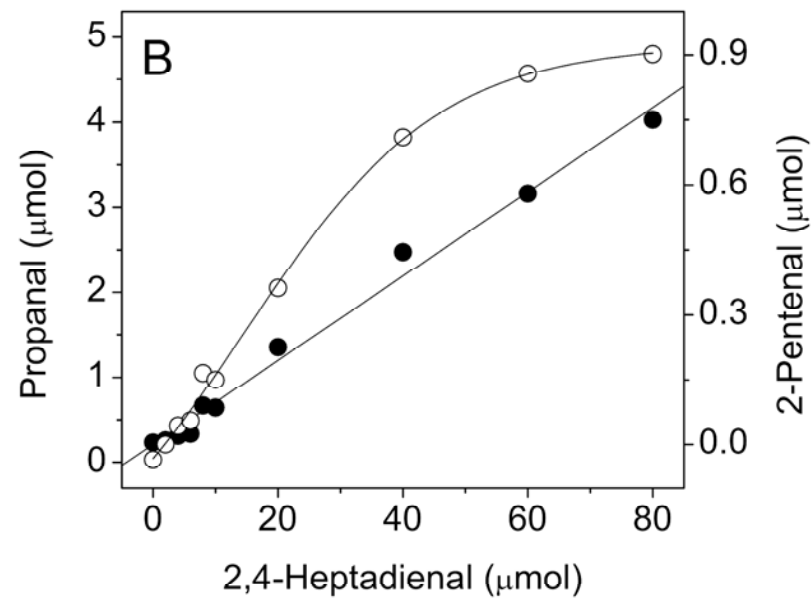 B
5
4
3
2
1
0
Propanal (μmol)
0.9
0.6
0.3
0.0
2-Pentenal (μmol)
0 20 40 60 80
2,4-Heptadienal (μmol)